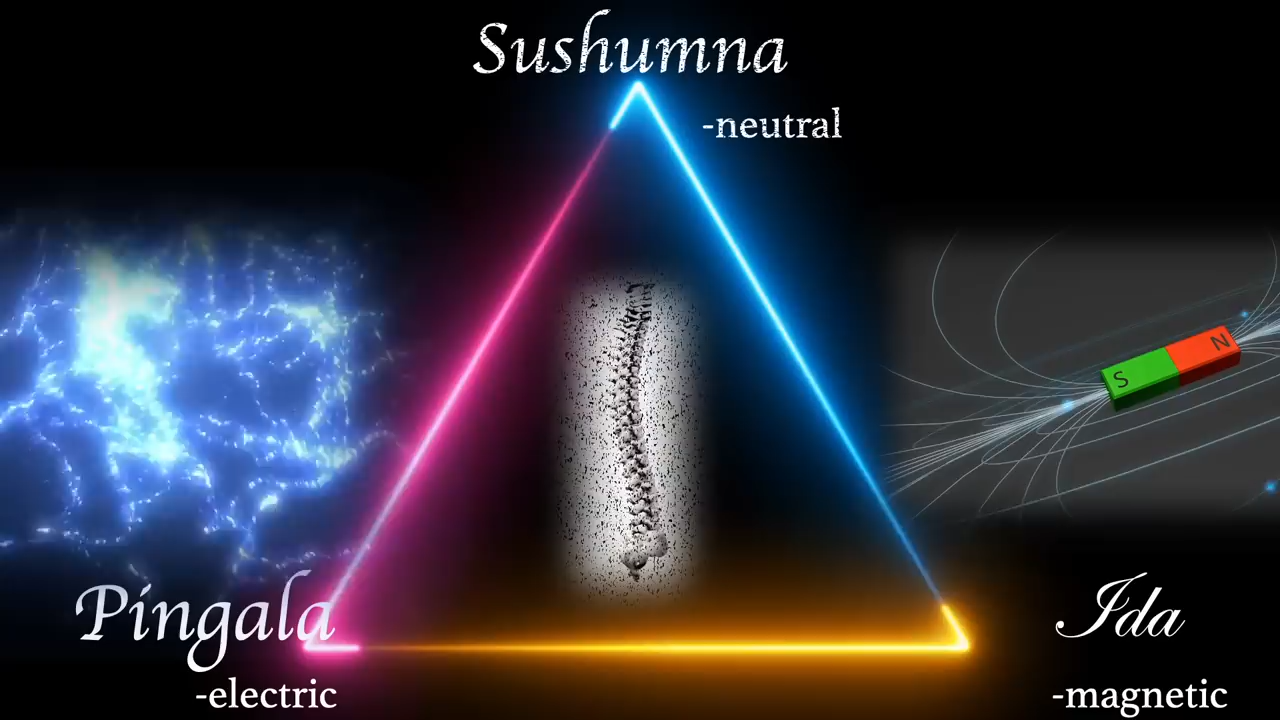 Sushumna
-neutral
S
N
Pingala
-electric
Ida
-magnetic